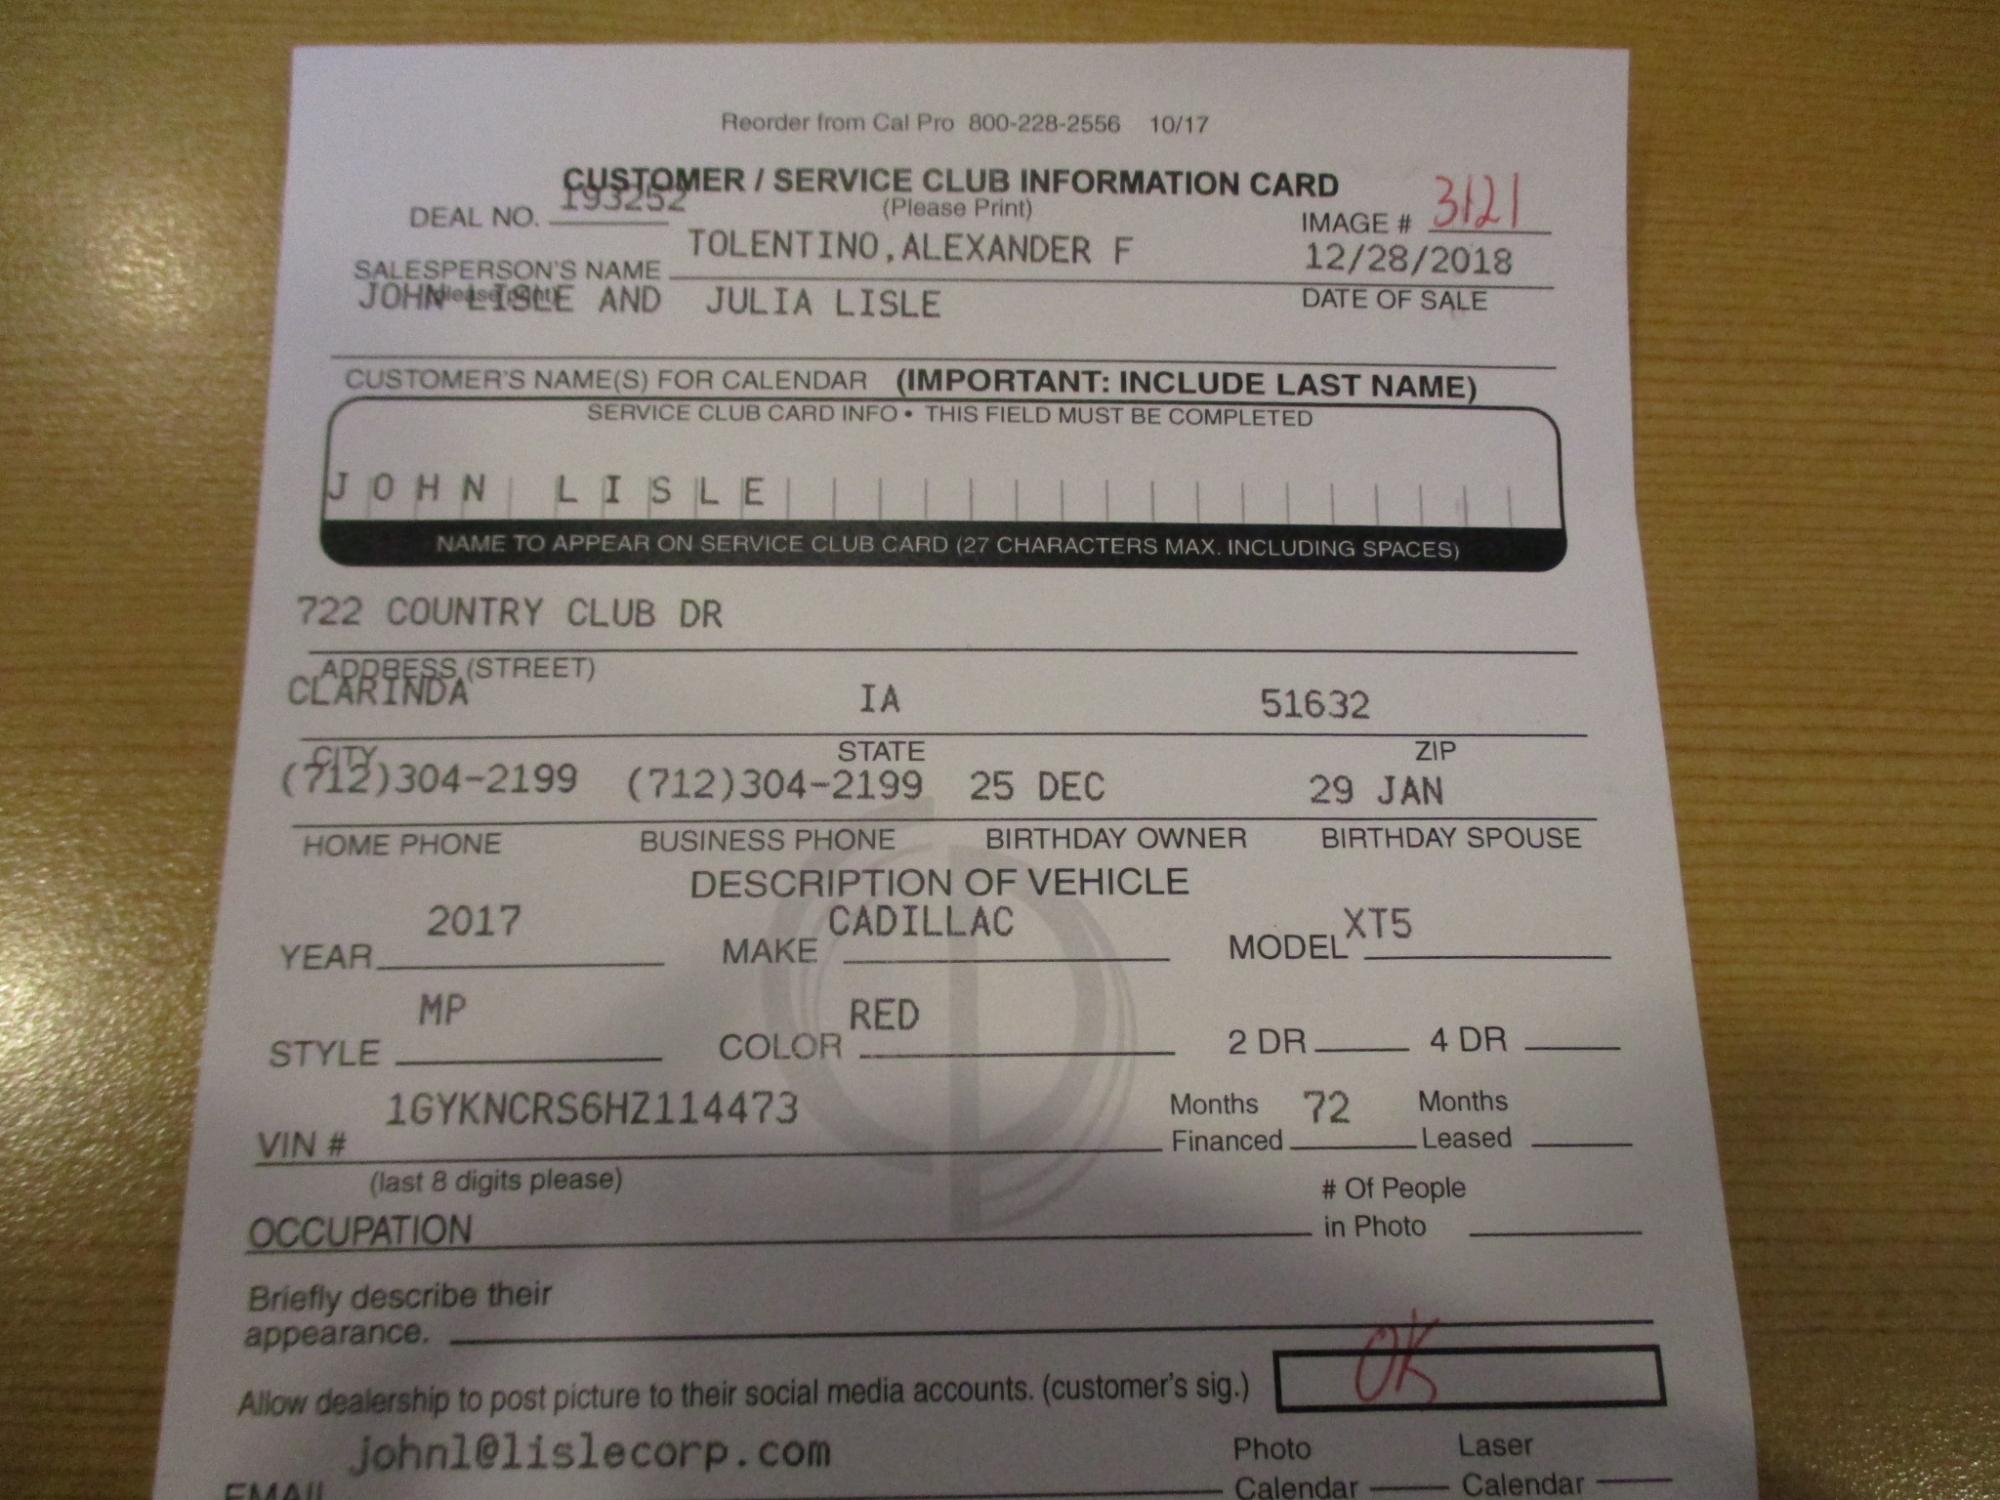 Reorder from Cal Pro 800-228-2556 10/17
CUSTOMER / SERVICE CLUB INFORMATION CARD
DEAL NO. 193252 (Please Print) IMAGE # 3121
SALESPERSON'S NAME TOLENTINO,ALEXANDER F 12/28/2018
(please print) DATE OF SALE
JOHN LISLE AND JULIA LISLE
CUSTOMER'S NAME(S) FOR CALENDAR (IMPORTANT: INCLUDE LAST NAME)
SERVICE CLUB CARD INFO • THIS FIELD MUST BE COMPLETED
JOHN LISLE
NAME TO APPEAR ON SERVICE CLUB CARD (27 CHARACTERS MAX. INCLUDING SPACES)
722 COUNTRY CLUB DR
ADDRESS (STREET)
CLARINDA IA 51632
CITY STATE ZIP
(712)304-2199 (712)304-2199 25 DEC 29 JAN
HOME PHONE BUSINESS PHONE BIRTHDAY OWNER BIRTHDAY SPOUSE
DESCRIPTION OF VEHICLE
YEAR 2017 MAKE CADILLAC MODEL XT5
STYLE MP COLOR RED 2 DR 4 DR
VIN # 1GYKNCRS6HZ114473 Months Financed 72 Months Leased
(last 8 digits please)
OCCUPATION # Of People in Photo
Briefly describe their
appearance.
Allow dealership to post picture to their social media accounts. (customer's sig.) OK
EMAIL johnl@lislecorp.com Photo Calendar Laser Calendar